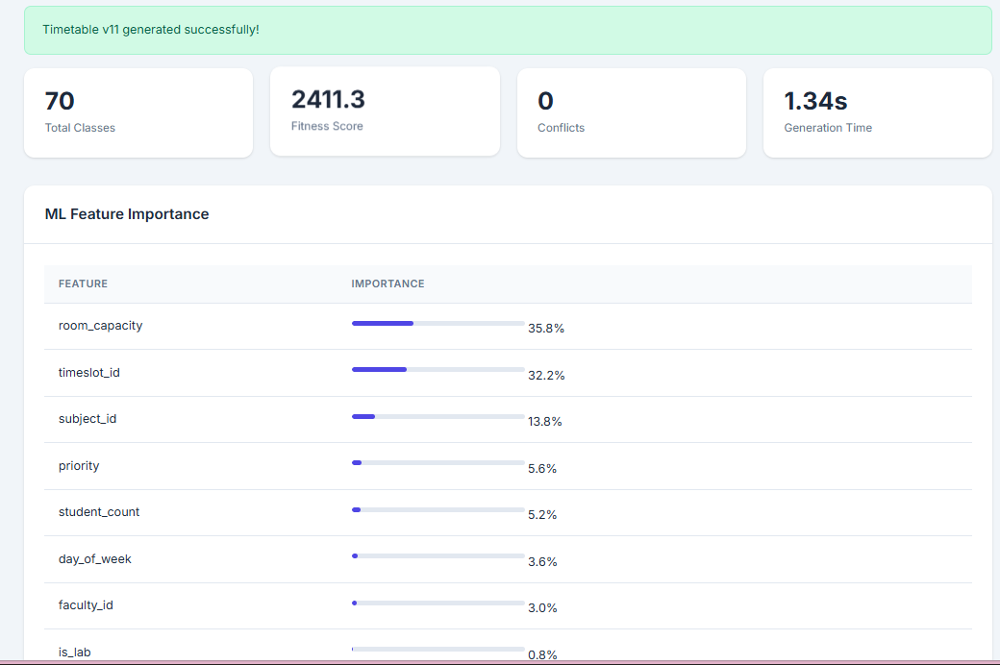 Timetable v11 generated successfully!
70
Total Classes
2411.3
Fitness Score
0
Conflicts
1.34s
Generation Time
ML Feature Importance
FEATURE IMPORTANCE
room_capacity 35.8%
timeslot_id 32.2%
subject_id 13.8%
priority 5.6%
student_count 5.2%
day_of_week 3.6%
faculty_id 3.0%
is_lab 0.8%